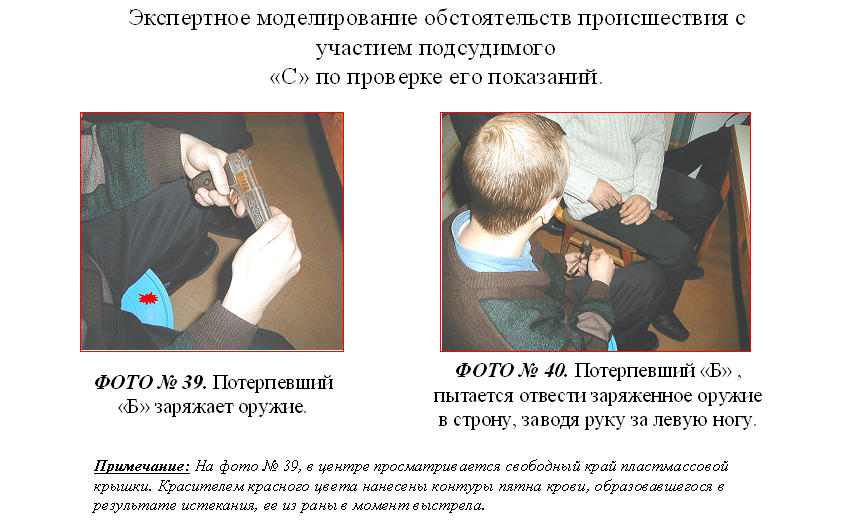 Экспертное моделирование обстоятельств происшествия с
участием подсудимого
«С» по проверке его показаний.
ФОТО № 39. Потерпевший
«Б» заряжает оружие.
ФОТО № 40. Потерпевший «Б» ,
пытается отвести заряженное оружие
в строну, заводя руку за левую ногу.
Примечание: На фото № 39, в центре просматривается свободный край пластмассовой
крышки. Красителем красного цвета нанесены контуры пятна крови, образовавшегося в
результате истекания, ее из раны в момент выстрела.